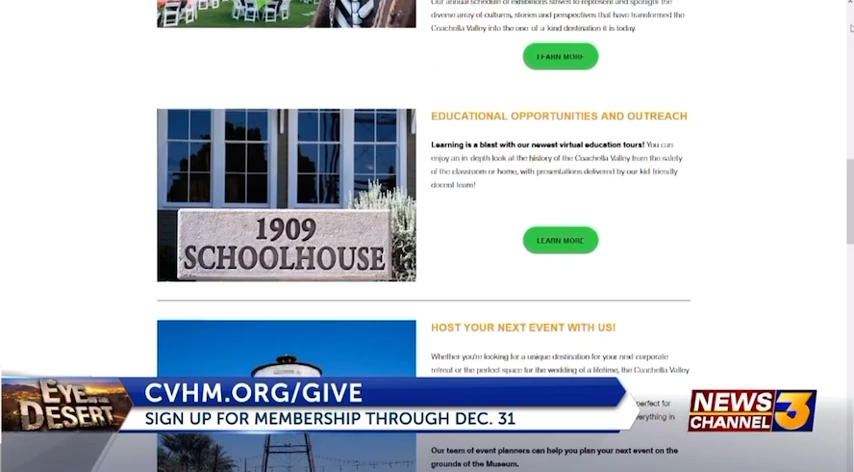 Our annual schedule of exhibitions strives to represent and spotlight the
diverse array of cultures, stories and perspectives that have transformed the
Coachella Valley into the one-of-a-kind destination it is today.
LEARN MORE
EDUCATIONAL OPPORTUNITIES AND OUTREACH
Learning is a blast with our newest virtual education tours! You can
enjoy an in-depth look at the history of the Coachella Valley from the safety
of the classroom or home, with presentations delivered by our kid friendly
docent team!
1909
SCHOOLHOUSE
LEARN MORE
HOST YOUR NEXT EVENT WITH US!
Whether you're looking for a unique destination for your next corporate
retreat or the perfect space for the wedding of a lifetime, the Coachella Valley
perfect for
everything in
Our team of event planners can help you plan your next event on the
grounds of the Museum.
EYE
DESERT
CVHM.ORG/GIVE
SIGN UP FOR MEMBERSHIP THROUGH DEC. 31
NEWS
CHANNEL 3